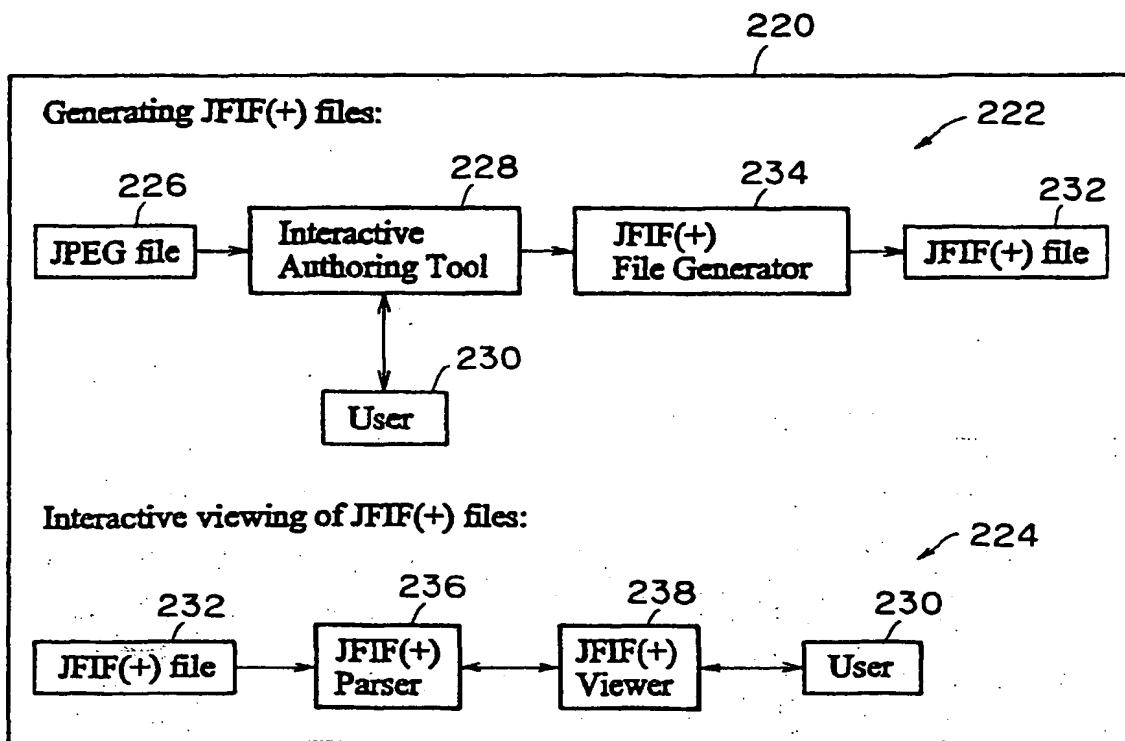 220
Generating JFIF(+) files:
222
226
228
234
232
JPEG file
Interactive
Authoring Tool
JFIF(+)
File Generator
JFIF(+) file
230
User
Interactive viewing of JFIF(+) files:
224
232
236
238
230
JFIF(+) file
JFIF(+)
Parser
JFIF(+)
Viewer
User